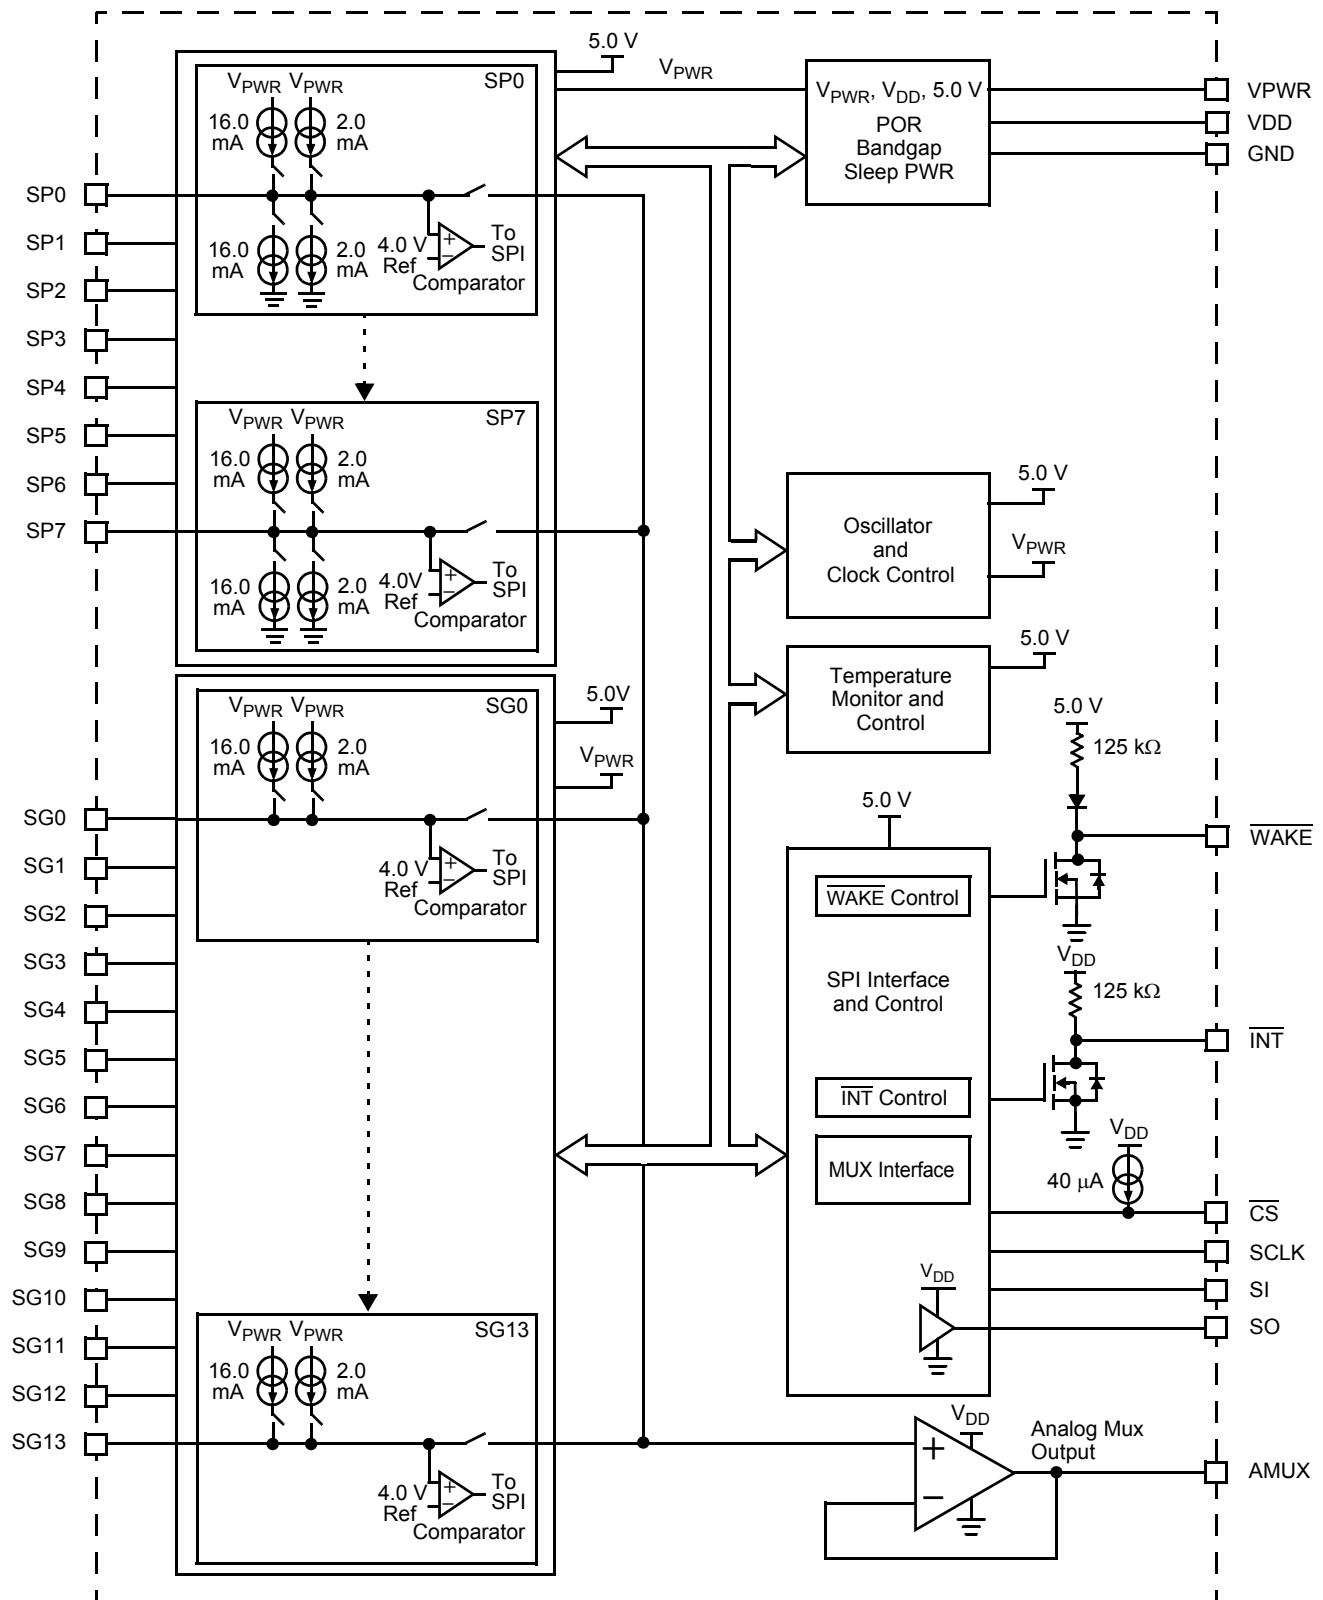 5.0 V
VPWR
VPWR VPWR
SP0
16.0 mA
2.0 mA
SP0
16.0 mA
2.0 mA
4.0 V Ref
+
−
To SPI
Comparator
SP1
SP2
SP3
SP4
SP5
SP6
SP7
VPWR VPWR
SP7
16.0 mA
2.0 mA
16.0 mA
2.0 mA
4.0V Ref
+
−
To SPI
Comparator
VPWR, VDD, 5.0 V
POR
Bandgap
Sleep PWR
VPWR
VDD
GND
5.0 V
Oscillator
and
Clock Control
VPWR
5.0 V
Temperature
Monitor and
Control
VPWR VPWR
SG0
5.0V
VPWR
16.0 mA
2.0 mA
SG0
4.0 V Ref
+
−
To SPI
Comparator
SG1
SG2
SG3
SG4
SG5
SG6
SG7
SG8
SG9
SG10
SG11
SG12
SG13
VPWR VPWR
SG13
16.0 mA
2.0 mA
4.0 V Ref
+
−
To SPI
Comparator
5.0 V
125 kΩ
WAKE
5.0 V
WAKE Control
SPI Interface
and Control
VDD
125 kΩ
INT
INT Control
MUX Interface
VDD
40 μA
CS
SCLK
SI
VDD
SO
VDD
+
−
Analog Mux
Output
AMUX